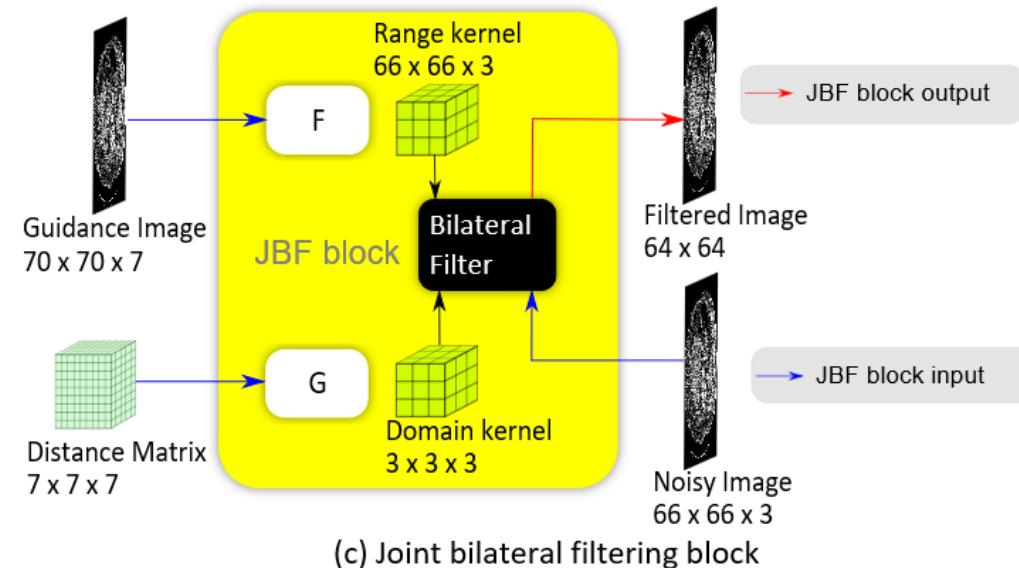 Range kernel
66 x 66 x 3
F
JBF block output
Guidance Image
70 x 70 x 7
JBF block
Bilateral
Filter
Filtered Image
64 x 64
G
JBF block input
Distance Matrix
7 x 7 x 7
Domain kernel
3 x 3 x 3
Noisy Image
66 x 66 x 3
(c) Joint bilateral filtering block